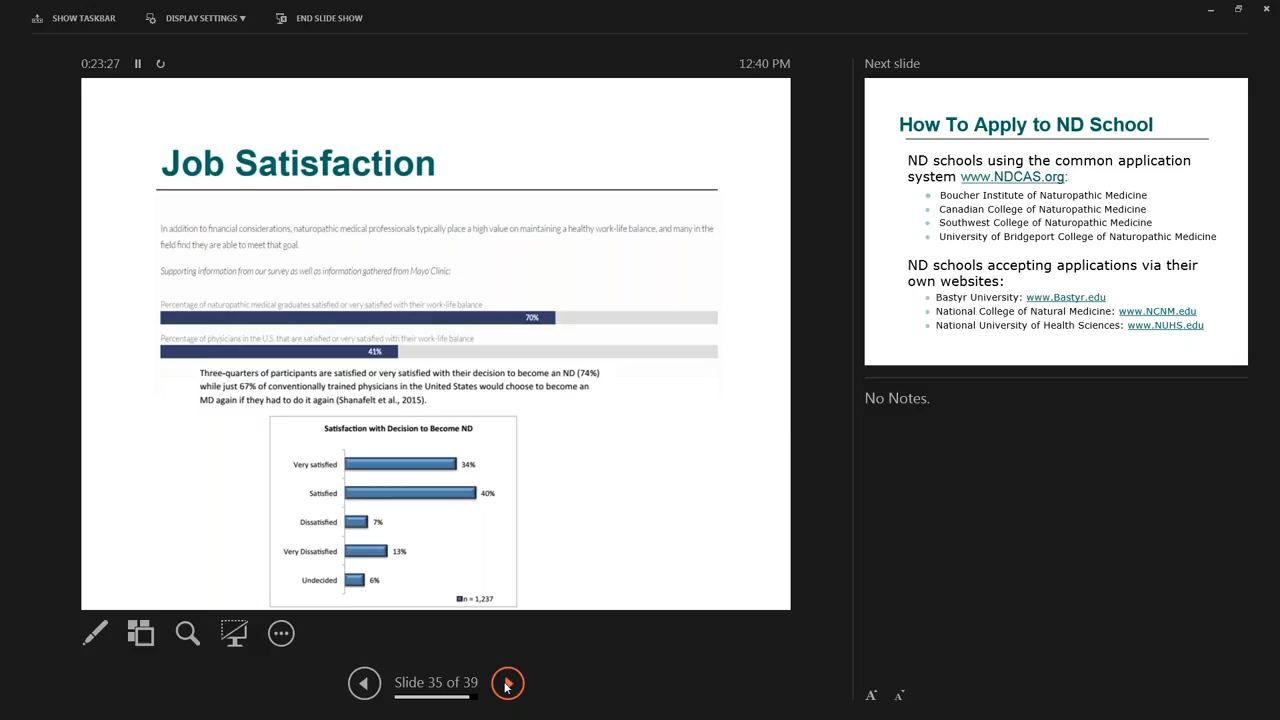 SHOW TASKBAR
DISPLAY SETTINGS ▼
END SLIDE SHOW
0:23:27
12:40 PM
Job Satisfaction
In addition to financial considerations, naturopathic medical professionals typically place a high value on maintaining a healthy work-life balance, and many in the
field find they are able to meet that goal.
Supporting information from our survey as well as information gathered from Mayo Clinic:
Percentage of naturopathic medical graduates satisfied or very satisfied with their work-life balance
70%
Percentage of physicians in the U.S. that are satisfied or very satisfied with their work-life balance
41%
Three-quarters of participants are satisfied or very satisfied with their decision to become an ND (74%)
while just 67% of conventionally trained physicians in the United States would choose to become an
MD again if they had to do it again (Shanafelt et al., 2015).
Satisfaction with Decision to Become ND
Very satisfied 34%
Satisfied 40%
Dissatisfied 7%
Very Dissatisfied 13%
Undecided 6%
n = 1,237
Slide 35 of 39
Next slide
How To Apply to ND School
ND schools using the common application
system www.NDCAS.org:
Boucher Institute of Naturopathic Medicine
Canadian College of Naturopathic Medicine
Southwest College of Naturopathic Medicine
University of Bridgeport College of Naturopathic Medicine
ND schools accepting applications via their
own websites:
Bastyr University: www.Bastyr.edu
National College of Natural Medicine: www.NCNM.edu
National University of Health Sciences: www.NUHS.edu
No Notes.
A A